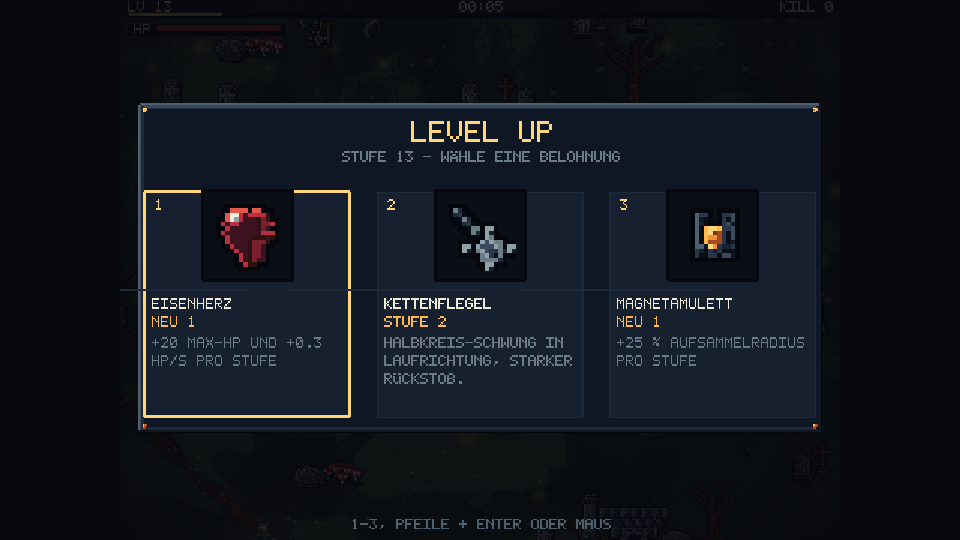 LV 13 00:05 KILL 0
HP
LEVEL UP
STUFE 13 – WÄHLE EINE BELOHNUNG
1
EISENHERZ
NEU 1
+20 MAX-HP UND +0.3
HP/S PRO STUFE
2
KETTENFLEGEL
STUFE 2
HALBKREIS-SCHWUNG IN
LAUFRICHTUNG, STARKER
RÜCKSTOß.
3
MAGNETAMULETT
NEU 1
+25 % AUFSAMMELRADIUS
PRO STUFE
1-3, PFEILE + ENTER ODER MAUS